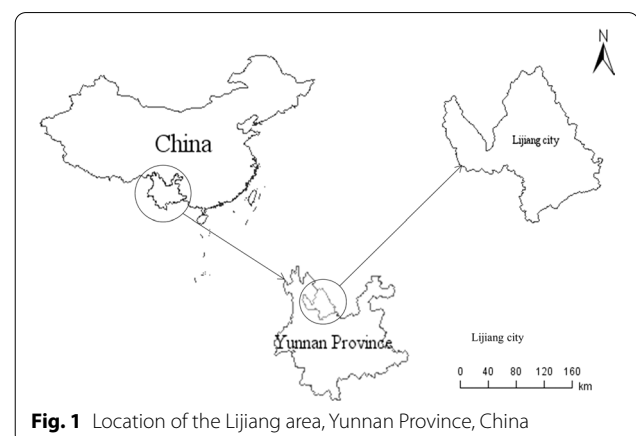 N
China
Lijiang city
Yunnan Province
Lijiang city
0 40 80 120 160
km
Fig. 1 Location of the Lijiang area, Yunnan Province, China